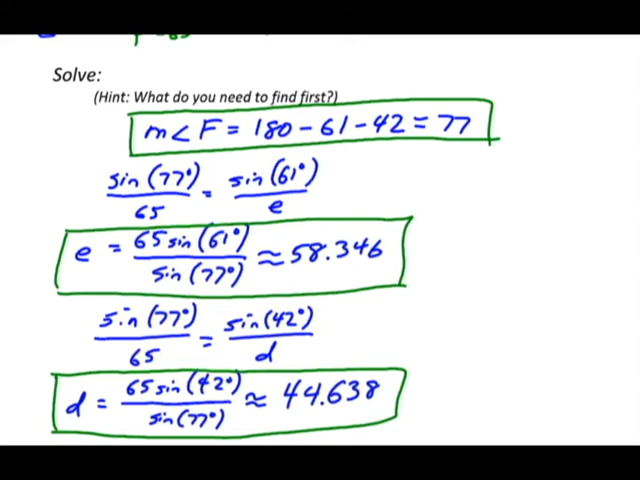 Solve:
(Hint: What do you need to find first?)
m∠F = 180 − 61 − 42 = 77
sin(77°)/65 = sin(61°)/e
e = 65 sin(61°)/sin(77°) ≈ 58.346
sin(77°)/65 = sin(42°)/d
d = 65 sin(42°)/sin(77°) ≈ 44.638